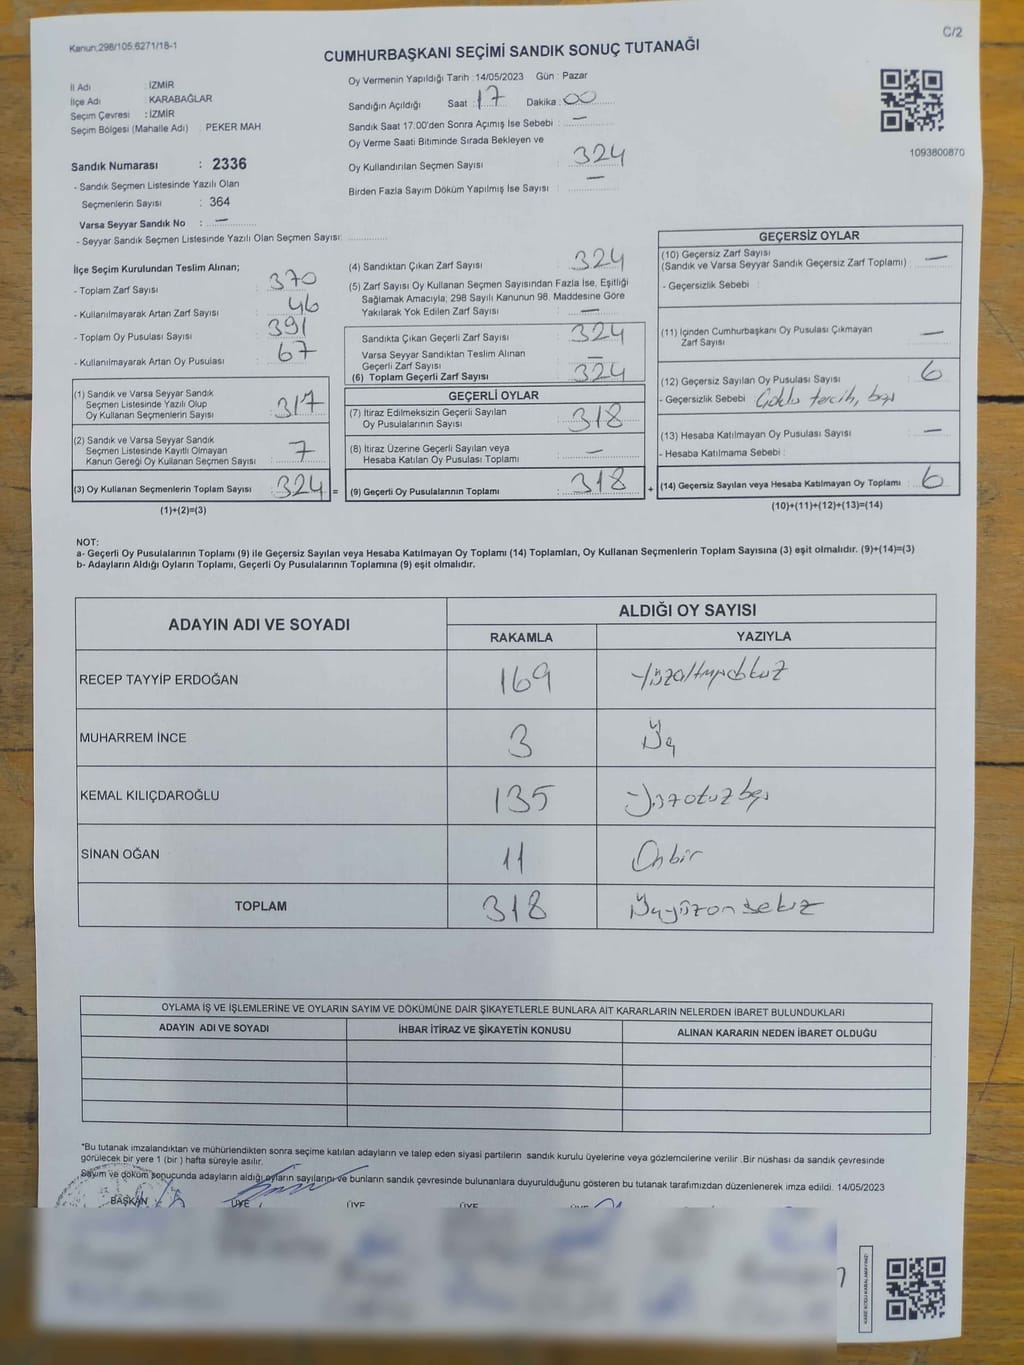 Kanun:298/105.6271/18-1
C/2
CUMHURBAŞKANI SEÇİMİ SANDIK SONUÇ TUTANAĞI
İl Adı : İZMİR
İlçe Adı : KARABAĞLAR
Seçim Çevresi : İZMİR
Seçim Bölgesi (Mahalle Adı) : PEKER MAH
Sandık Numarası : 2336
- Sandık Seçmen Listesinde Yazılı Olan
Seçmenlerin Sayısı : 364
Varsa Seyyar Sandık No : —
- Seyyar Sandık Seçmen Listesinde Yazılı Olan Seçmen Sayısı:
Oy Vermenin Yapıldığı Tarih : 14/05/2023 Gün : Pazar
Sandığın Açıldığı Saat : 17 Dakika : 00
Sandık Saat 17:00'den Sonra Açımış İse Sebebi : —
Oy Verme Saati Bitiminde Sırada Bekleyen ve
Oy Kullandırılan Seçmen Sayısı : 324
Birden Fazla Sayım Döküm Yapılmış İse Sayısı : —
1093800870
İlçe Seçim Kurulundan Teslim Alınan;
- Toplam Zarf Sayısı : 370
- Kullanılmayarak Artan Zarf Sayısı : 46
- Toplam Oy Pusulası Sayısı : 391
- Kullanılmayarak Artan Oy Pusulası : 67
(1) Sandık ve Varsa Seyyar Sandık
Seçmen Listesinde Yazılı Olup
Oy Kullanan Seçmenlerin Sayısı : 317
(2) Sandık ve Varsa Seyyar Sandık
Seçmen Listesinde Kayıtlı Olmayan
Kanun Gereği Oy Kullanan Seçmen Sayısı : 7
(3) Oy Kullanan Seçmenlerin Toplam Sayısı : 324 =
(1)+(2)=(3)
(4) Sandıktan Çıkan Zarf Sayısı : 324
(5) Zarf Sayısı Oy Kullanan Seçmen Sayısından Fazla İse, Eşitliği
Sağlamak Amacıyla; 298 Sayılı Kanunun 98. Maddesine Göre
Yakılarak Yok Edilen Zarf Sayısı : —
Sandıkta Çıkan Geçerli Zarf Sayısı : 324
Varsa Seyyar Sandıktan Teslim Alınan
Geçerli Zarf Sayısı : —
(6) Toplam Geçerli Zarf Sayısı : 324
GEÇERLİ OYLAR
(7) İtiraz Edilmeksizin Geçerli Sayılan
Oy Pusulalarının Sayısı : 318
(8) İtiraz Üzerine Geçerli Sayılan veya
Hesaba Katılan Oy Pusulası Toplamı : —
(9) Geçerli Oy Pusulalarının Toplamı : 318 +
GEÇERSİZ OYLAR
(10) Geçersiz Zarf Sayısı
(Sandık ve Varsa Seyyar Sandık Geçersiz Zarf Toplamı) : —
- Geçersizlik Sebebi :
(11) İçinden Cumhurbaşkanı Oy Pusulası Çıkmayan
Zarf Sayısı : —
(12) Geçersiz Sayılan Oy Pusulası Sayısı : 6
- Geçersizlik Sebebi : Çoklu tercih, boş
(13) Hesaba Katılmayan Oy Pusulası Sayısı : —
- Hesaba Katılmama Sebebi :
(14) Geçersiz Sayılan veya Hesaba Katılmayan Oy Toplamı : 6
(10)+(11)+(12)+(13)=(14)
NOT:
a- Geçerli Oy Pusulalarının Toplamı (9) ile Geçersiz Sayılan veya Hesaba Katılmayan Oy Toplamı (14) Toplamları, Oy Kullanan Seçmenlerin Toplam Sayısına (3) eşit olmalıdır. (9)+(14)=(3)
b- Adayların Aldığı Oyların Toplamı, Geçerli Oy Pusulalarının Toplamına (9) eşit olmalıdır.
ADAYIN ADI VE SOYADI
ALDIĞI OY SAYISI
RAKAMLA YAZIYLA
RECEP TAYYİP ERDOĞAN 169 Yüzaltmışdokuz
MUHARREM İNCE 3 Üç
KEMAL KILIÇDAROĞLU 135 Yüzotuzbeş
SİNAN OĞAN 11 Onbir
TOPLAM 318 Üçyüzonsekiz
OYLAMA İŞ VE İŞLEMLERİNE VE OYLARIN SAYIM VE DÖKÜMÜNE DAİR ŞİKAYETLERLE BUNLARA AİT KARARLARIN NELERDEN İBARET BULUNDUKLARI
ADAYIN ADI VE SOYADI İHBAR İTİRAZ VE ŞİKAYETİN KONUSU ALINAN KARARIN NEDEN İBARET OLDUĞU
*Bu tutanak imzalandıktan ve mühürlendikten sonra seçime katılan adayların ve talep eden siyasi partilerin sandık kurulu üyelerine veya gözlemcilerine verilir .Bir nüshası da sandık çevresinde
görülecek bir yere 1 (bir ) hafta süreyle asılır.
Sayım ve döküm sonucunda adayların aldığı oyların sayılarını ve bunların sandık çevresinde bulunanlara duyurulduğunu gösteren bu tutanak tarafımızdan düzenlenerek imza edildi. 14/05/2023
BAŞKAN ÜYE ÜYE ÜYE ÜYE